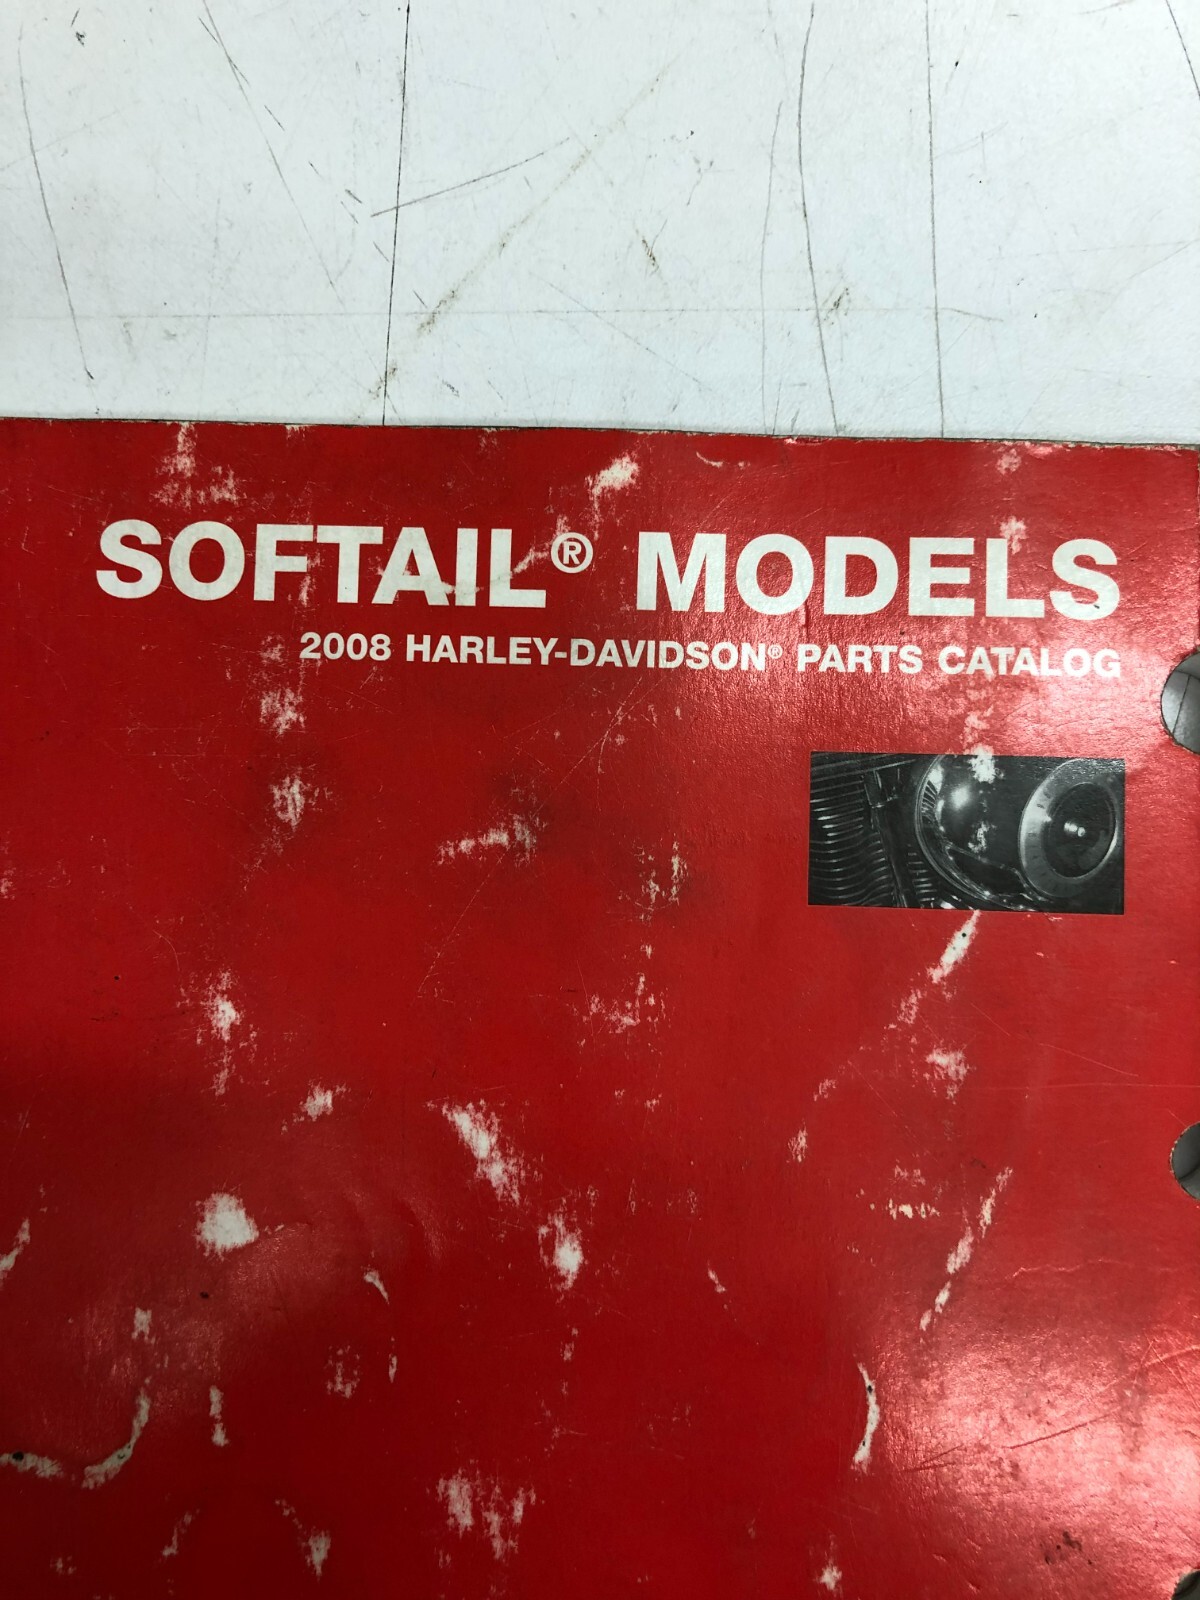 SOFTAIL® MODELS
2008 HARLEY-DAVIDSON® PARTS CATALOG